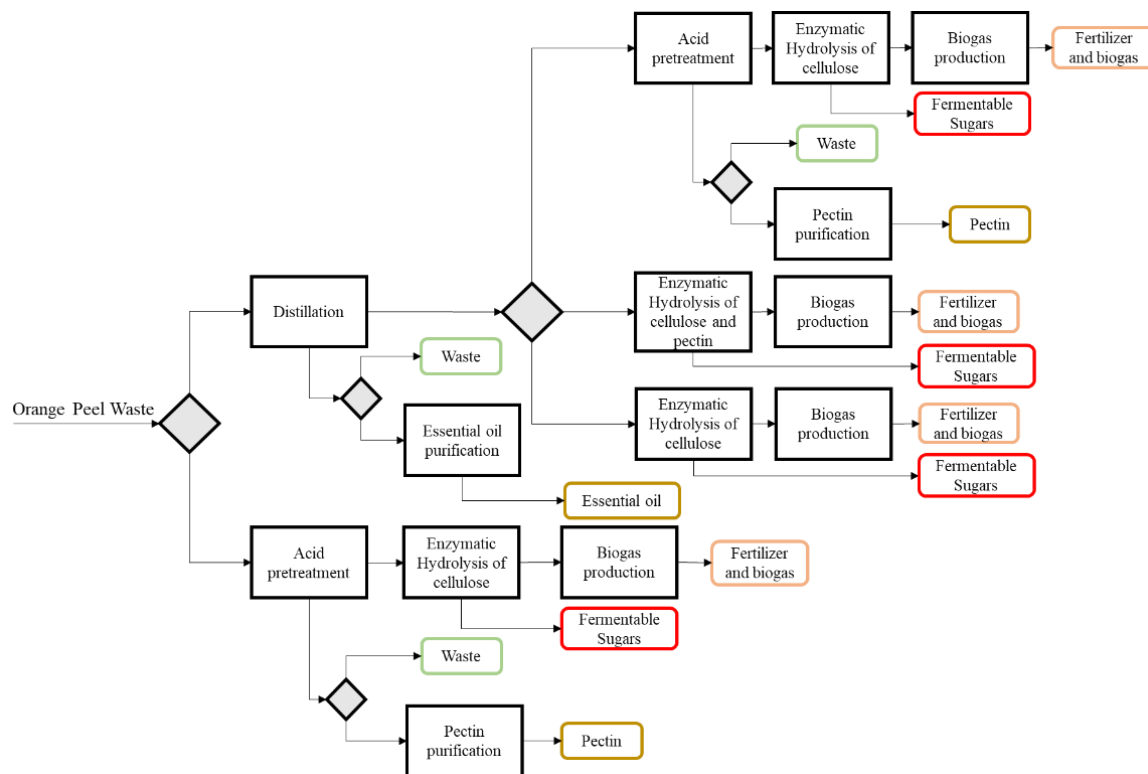 Acid
pretreatment
Enzymatic
Hydrolysis of
cellulose
Biogas
production
Fertilizer
and biogas
Fermentable
Sugars
Waste
Pectin
purification
Pectin
Distillation
Enzymatic
Hydrolysis of
cellulose and
pectin
Biogas
production
Fertilizer
and biogas
Waste
Fermentable
Sugars
Orange Peel Waste
Essential oil
purification
Enzymatic
Hydrolysis of
cellulose
Biogas
production
Fertilizer
and biogas
Fermentable
Sugars
Essential oil
Acid
pretreatment
Enzymatic
Hydrolysis of
cellulose
Biogas
production
Fertilizer
and biogas
Fermentable
Sugars
Waste
Pectin
purification
Pectin